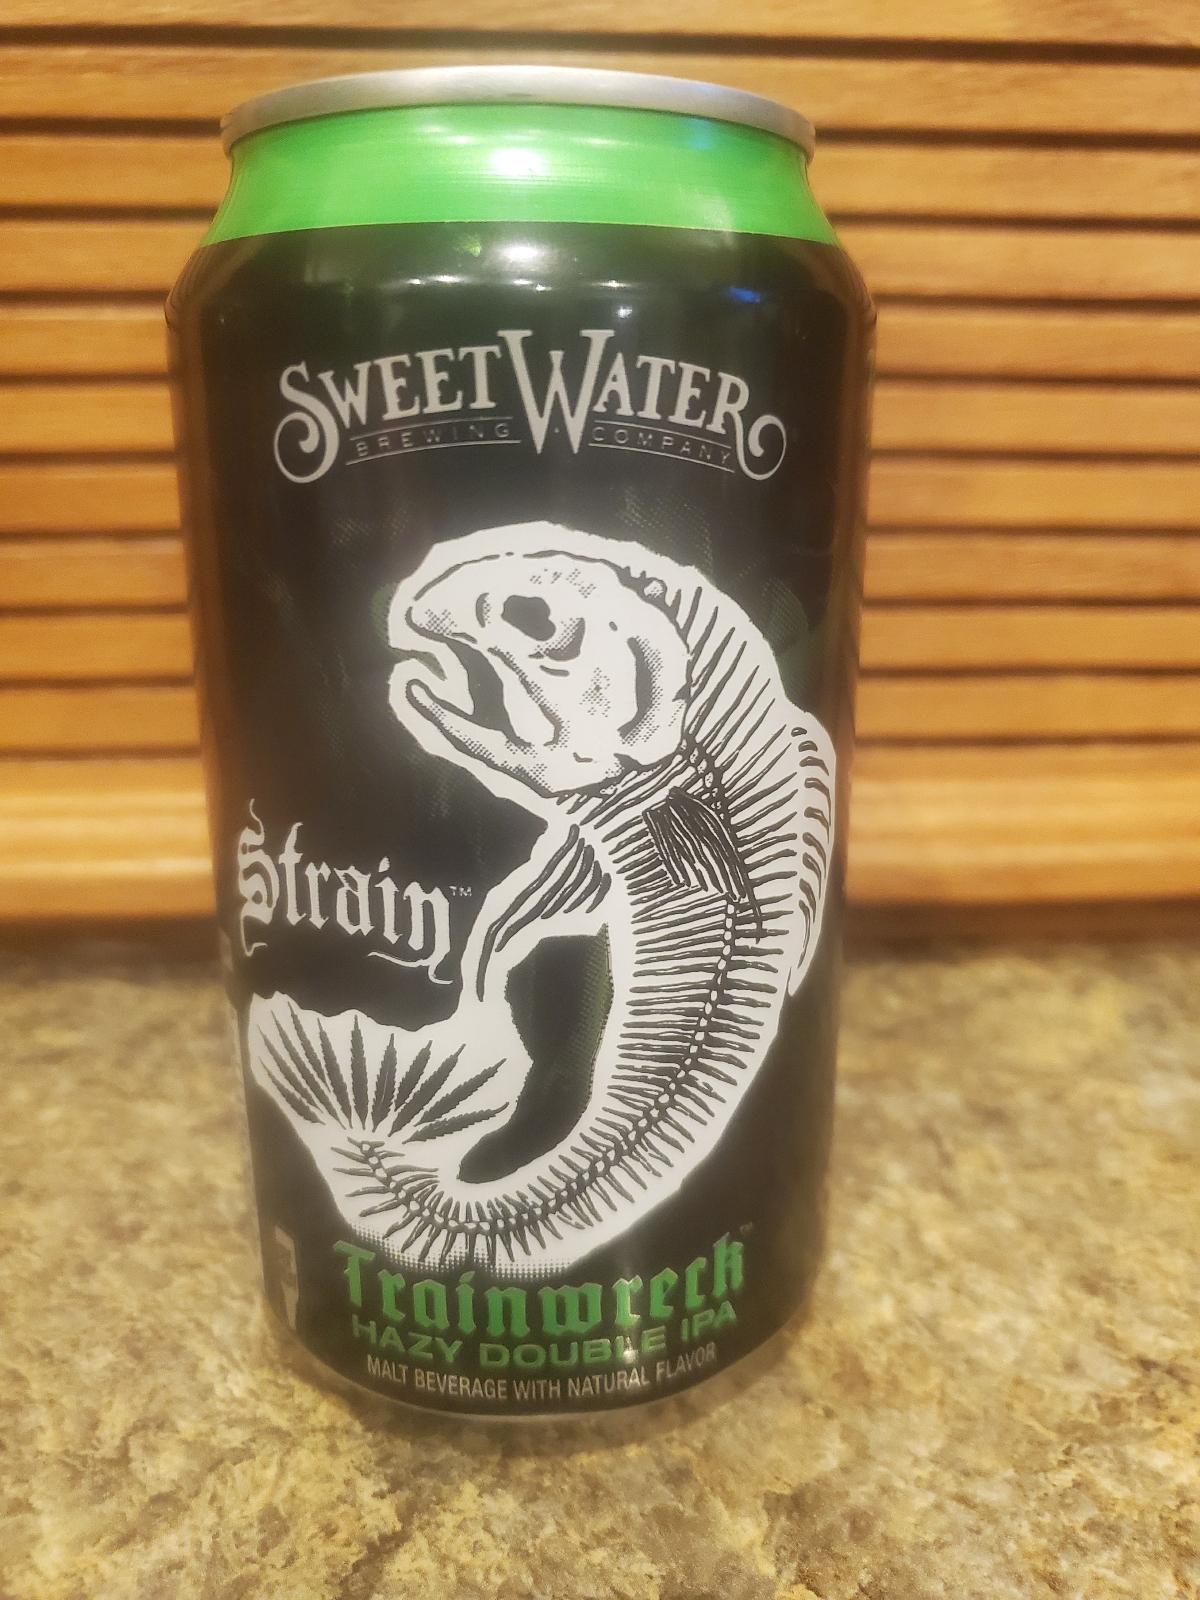 SWEETWATER
BREWING COMPANY
Strain™
Trainwreck™
HAZY DOUBLE IPA
MALT BEVERAGE WITH NATURAL FLAVOR